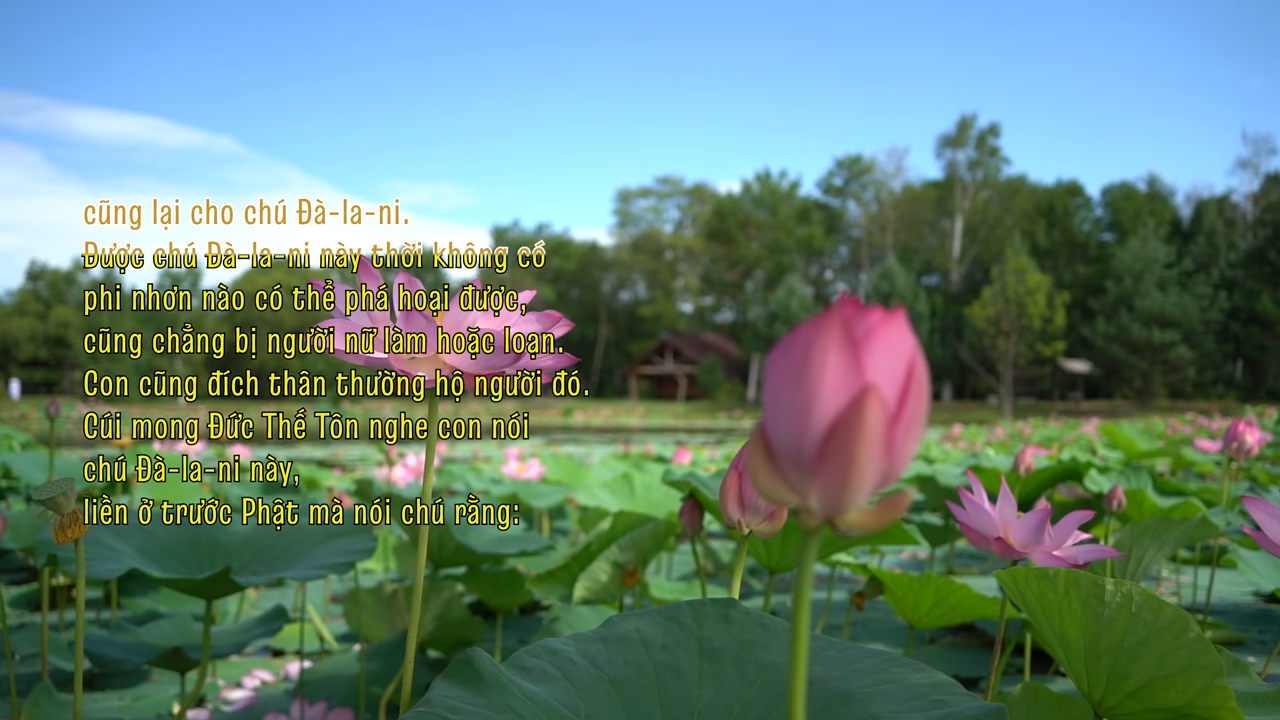 cũng lại cho chú Đà-la-ni.
Được chú Đà-la-ni này thời không có
phi nhơn nào có thể phá hoại được,
cũng chẳng bị người nữ làm hoặc loạn.
Con cũng đích thân thường hộ người đó.
Cúi mong Đức Thế Tôn nghe con nói
chú Đà-la-ni này,
liền ở trước Phật mà nói chú rằng: